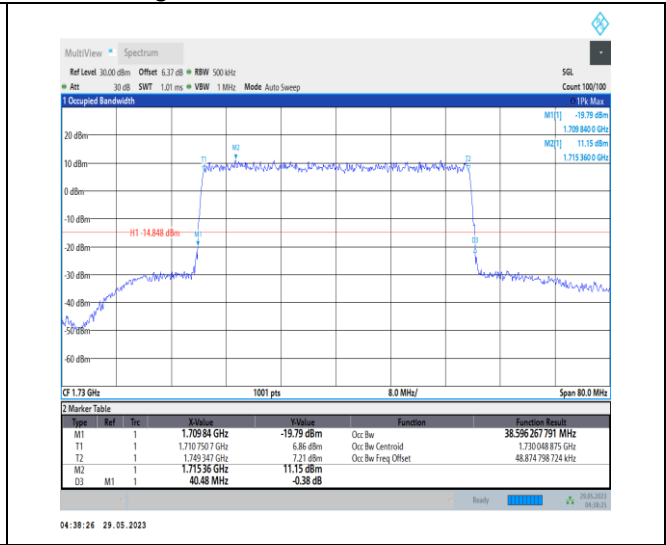 MultiView Spectrum
Ref Level 30.00 dBm Offset 6.37 dB RBW 500 kHz SGL
Att 30 dB SWT 1.01 ms VBW 1 MHz Mode Auto Sweep Count 100/100
1 Occupied Bandwidth 1Pk Max
M1[1] -19.79 dBm
1.709 840 0 GHz
M2[1] 11.15 dBm
1.715 360 0 GHz
20 dBm
M2
T1
T2
10 dBm
0 dBm
-10 dBm
H1 -14.848 dBm
M1
D3
-20 dBm
-30 dBm
-40 dBm
-50 dBm
-60 dBm
CF 1.73 GHz 1001 pts 8.0 MHz/ Span 80.0 MHz
2 Marker Table
Type Ref Trc X-Value Y-Value Function Function Result
M1 1 1.709 84 GHz -19.79 dBm Occ Bw 38.596 267 791 MHz
T1 1 1.710 750 7 GHz 6.86 dBm Occ Bw Centroid 1.730 048 875 GHz
T2 1 1.749 347 GHz 7.21 dBm Occ Bw Freq Offset 48.874 798 724 kHz
M2 1 1.715 36 GHz 11.15 dBm
D3 M1 1 40.48 MHz -0.38 dB
Ready 29.05.2023
04:38:25
04:38:26 29.05.2023